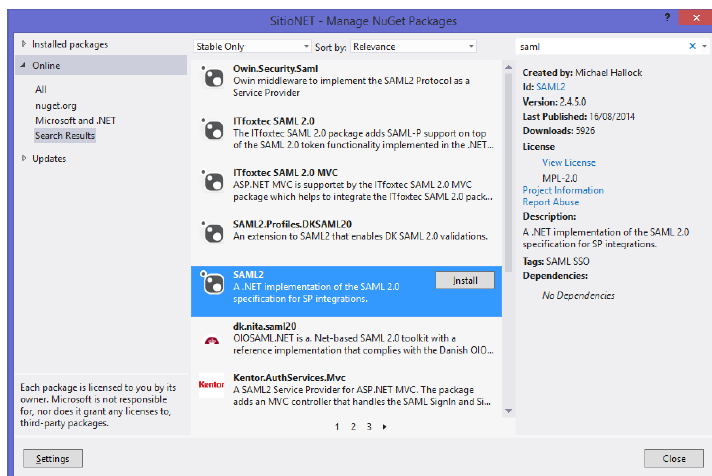 SitioNET - Manage NuGet Packages
?
Installed packages
Online
All
nuget.org
Microsoft and .NET
Search Results
Updates
Each package is licensed to you by its
owner. Microsoft is not responsible
for, nor does it grant any licenses to,
third-party packages.
Settings
Stable Only
Sort by: Relevance
Owin.Security.Saml
Owin middleware to implement the SAML2 Protocol as a
Service Provider
ITfoxtec SAML 2.0
The ITfoxtec SAML 2.0 package adds SAML-P support on top
of the SAML 2.0 token functionality implemented in the .NET...
ITfoxtec SAML 2.0 MVC
ASP.NET MVC is supportet by the ITfoxtec SAML 2.0 MVC
package which helps to integrate the ITfoxtec SAML 2.0 pack...
SAML2.Profiles.DKSAML20
An extension to SAML2 that enables DK SAML 2.0 validations.
SAML2
A .NET implementation of the SAML 2.0
specification for SP integrations.
Install
dk.nita.saml20
OIOSAML.NET is a .Net-based SAML 2.0 toolkit with a
reference implementation that complies with the Danish OIO...
Kentor
Kentor.AuthServices.Mvc
A SAML2 Service Provider for ASP.NET MVC. The package
adds an MVC controller that handles the SAML SignIn and Si...
1 2 3
saml
Created by: Michael Hallock
Id: SAML2
Version: 2.4.5.0
Last Published: 16/08/2014
Downloads: 5926
License
View License
MPL-2.0
Project Information
Report Abuse
Description:
A .NET implementation of the SAML 2.0
specification for SP integrations.
Tags: SAML SSO
Dependencies:
No Dependencies
Close